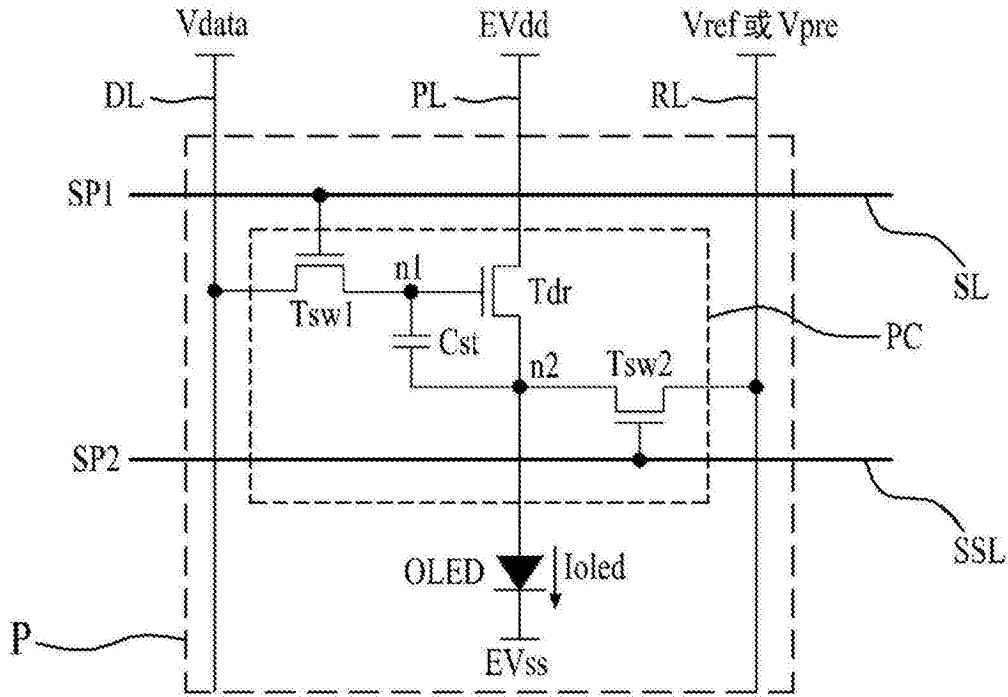 Vdata
EVdd
Vref或Vpre
DL
PL
RL
SP1
SL
n1
Tdr
Tsw1
PC
Cst
n2
Tsw2
SP2
SSL
OLED
Ioled
P
EVss